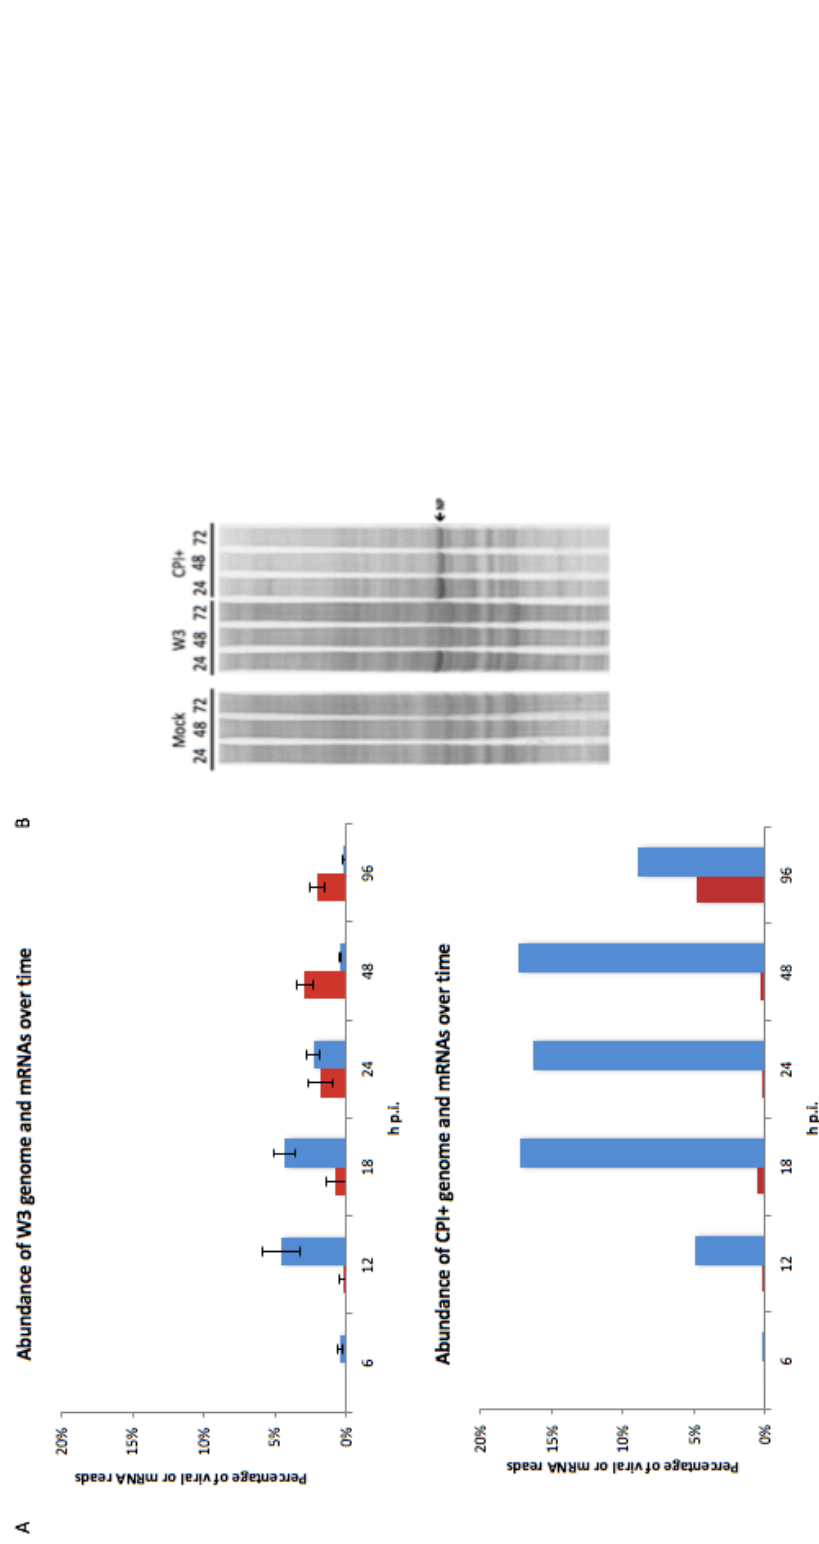 A
Abundance of W3 genome and mRNAs over time
Percentage of viral or mRNA reads
20%
15%
10%
5%
0%
6 12 18 24 48 96
h p.i.
Abundance of CPI+ genome and mRNAs over time
Percentage of viral or mRNA reads
20%
15%
10%
5%
0%
6 12 18 24 48 96
h p.i.
B
Mock W3 CPI+
24 48 72 24 48 72 24 48 72
← NP